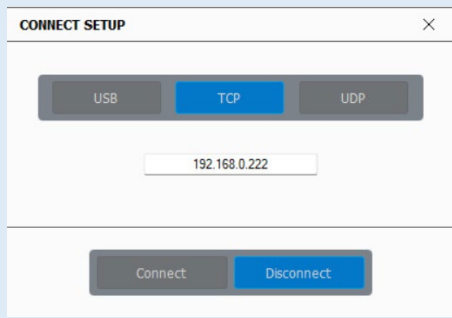 CONNECT SETUP
USB TCP UDP
192.168.0.222
Connect Disconnect